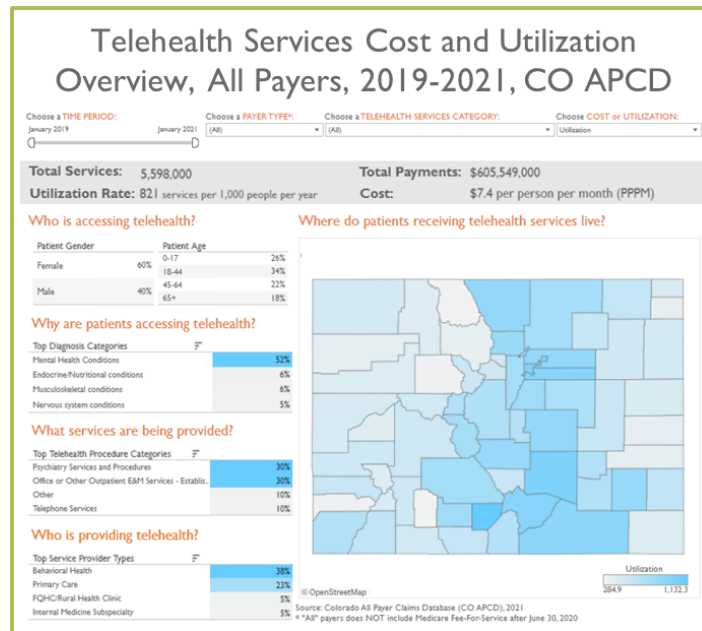 Telehealth Services Cost and Utilization
Overview, All Payers, 2019-2021, CO APCD
Choose a TIME PERIOD:
January 2019 January 2021
Choose a PAYER TYPE*:
(All)
Choose a TELEHEALTH SERVICES CATEGORY:
(All)
Choose COST or UTILIZATION:
Utilization
Total Services: 5,598,000
Utilization Rate: 821 services per 1,000 people per year
Total Payments: $605,549,000
Cost: $7.4 per person per month (PPPM)
Who is accessing telehealth?
Patient Gender
Female 60%
Male 40%
Patient Age
0-17 26%
18-44 34%
45-64 22%
65+ 18%
Why are patients accessing telehealth?
Top Diagnosis Categories
Mental Health Conditions 52%
Endocrine/Nutritional conditions 6%
Musculoskeletal conditions 6%
Nervous system conditions 5%
What services are being provided?
Top Telehealth Procedure Categories
Psychiatry Services and Procedures 30%
Office or Other Outpatient E&M Services - Establis.. 30%
Other 10%
Telephone Services 10%
Who is providing telehealth?
Top Service Provider Types
Behavioral Health 38%
Primary Care 23%
FQHC/Rural Health Clinic 5%
Internal Medicine Subspecialty 5%
Where do patients receiving telehealth services live?
© OpenStreetMap
Utilization
284.9 1,132.3
Source: Colorado All Payer Claims Database (CO APCD), 2021
* "All" payers does NOT include Medicare Fee-For-Service after June 30, 2020